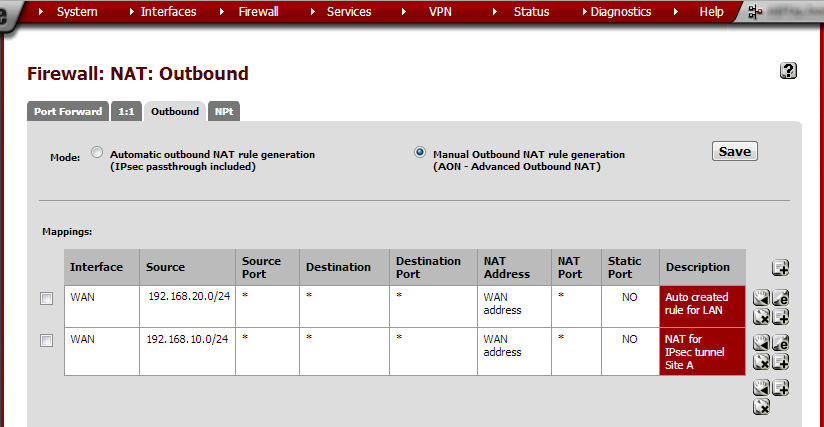 System Interfaces Firewall Services VPN Status Diagnostics Help
Firewall: NAT: Outbound
?
Port Forward 1:1 Outbound NPt
Mode: Automatic outbound NAT rule generation
(IPsec passthrough included)
Manual Outbound NAT rule generation
(AON - Advanced Outbound NAT)
Save
Mappings:
Interface Source Source Port Destination Destination Port NAT Address NAT Port Static Port Description
WAN 192.168.20.0/24 * * * WAN address * NO Auto created rule for LAN
WAN 192.168.10.0/24 * * * WAN address * NO NAT for IPsec tunnel Site A